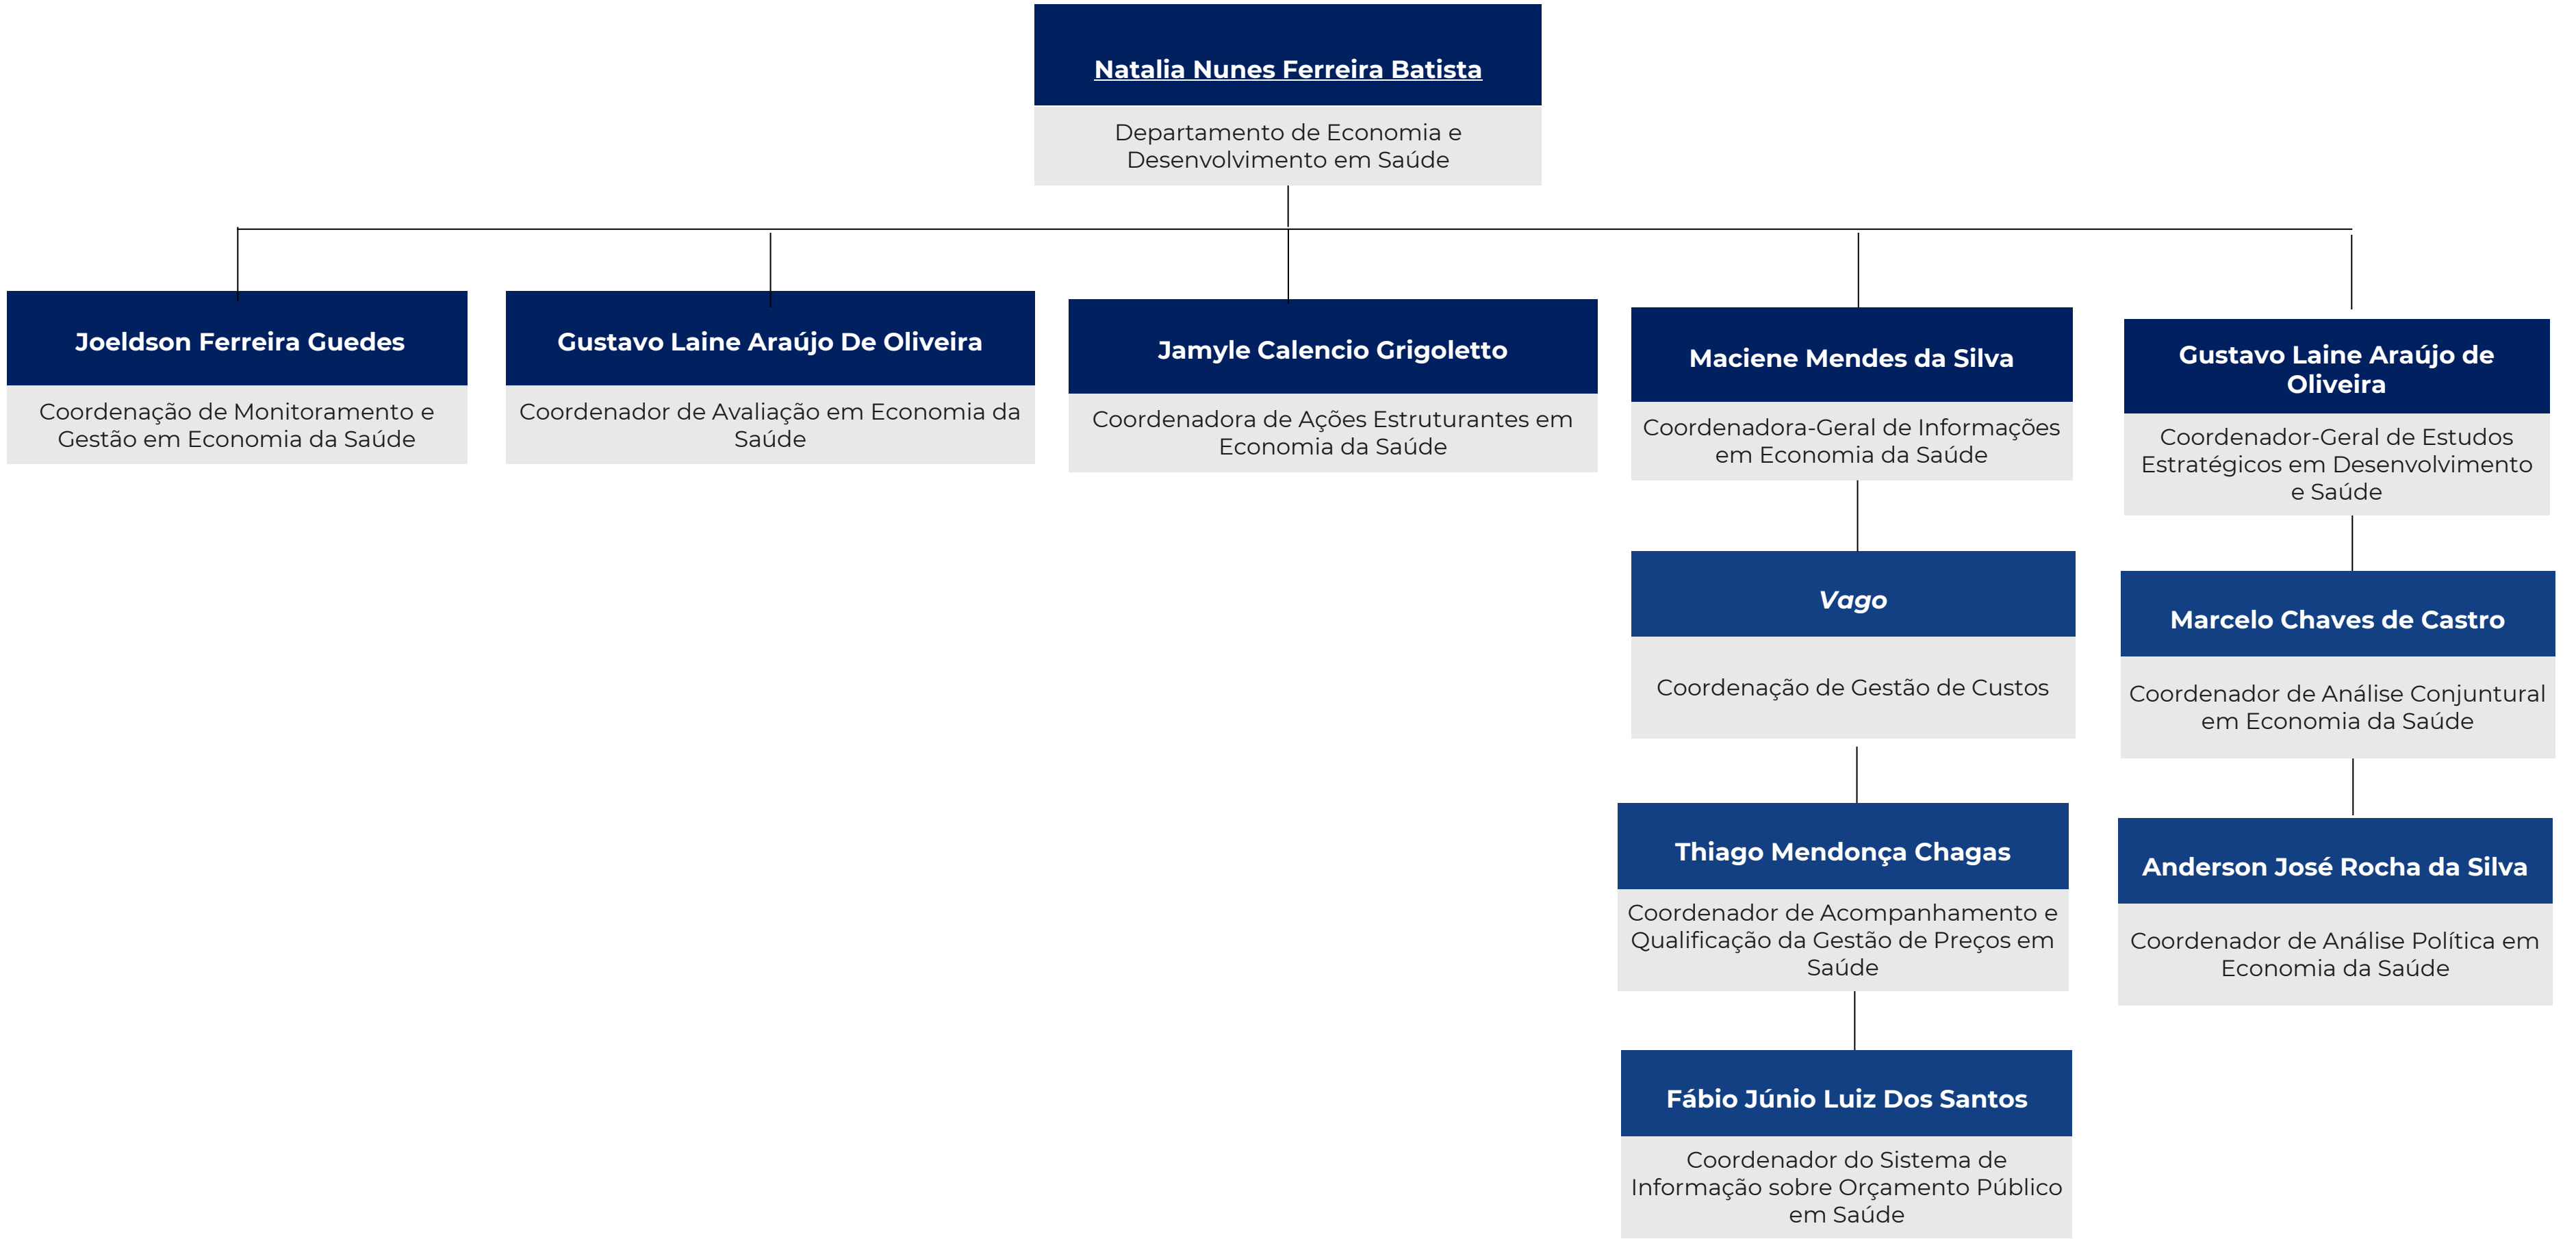 Natalia Nunes Ferreira Batista
Departamento de Economia e
Desenvolvimento em Saúde
Joeldson Ferreira Guedes
Coordenação de Monitoramento e
Gestão em Economia da Saúde
Gustavo Laine Araújo De Oliveira
Coordenador de Avaliação em Economia da
Saúde
Jamyle Calencio Grigoletto
Coordenadora de Ações Estruturantes em
Economia da Saúde
Maciene Mendes da Silva
Coordenadora-Geral de Informações
em Economia da Saúde
Gustavo Laine Araújo de
Oliveira
Coordenador-Geral de Estudos
Estratégicos em Desenvolvimento
e Saúde
Vago
Coordenação de Gestão de Custos
Marcelo Chaves de Castro
Coordenador de Análise Conjuntural
em Economia da Saúde
Thiago Mendonça Chagas
Coordenador de Acompanhamento e
Qualificação da Gestão de Preços em
Saúde
Anderson José Rocha da Silva
Coordenador de Análise Política em
Economia da Saúde
Fábio Júnio Luiz Dos Santos
Coordenador do Sistema de
Informação sobre Orçamento Público
em Saúde